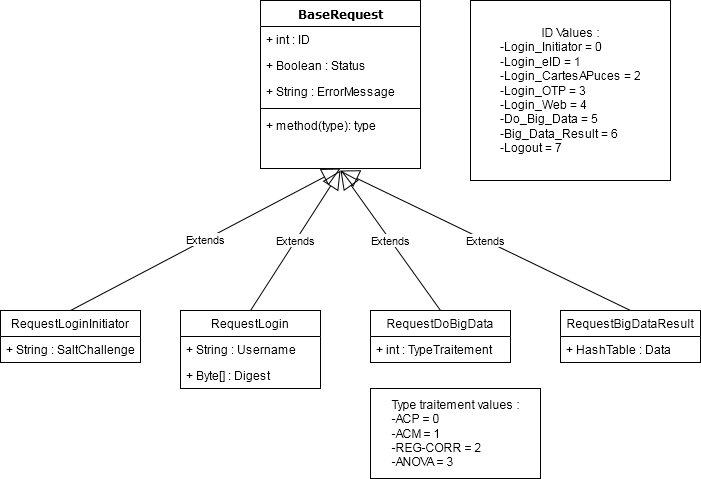 BaseRequest
+ int : ID
+ Boolean : Status
+ String : ErrorMessage
+ method(type): type
ID Values :
-Login_Initiator = 0
-Login_eID = 1
-Login_CartesAPuces = 2
-Login_OTP = 3
-Login_Web = 4
-Do_Big_Data = 5
-Big_Data_Result = 6
-Logout = 7
Extends
Extends
Extends
Extends
RequestLoginInitiator
+ String : SaltChallenge
RequestLogin
+ String : Username
+ Byte[] : Digest
RequestDoBigData
+ int : TypeTraitement
RequestBigDataResult
+ HashTable : Data
Type traitement values :
-ACP = 0
-ACM = 1
-REG-CORR = 2
-ANOVA = 3